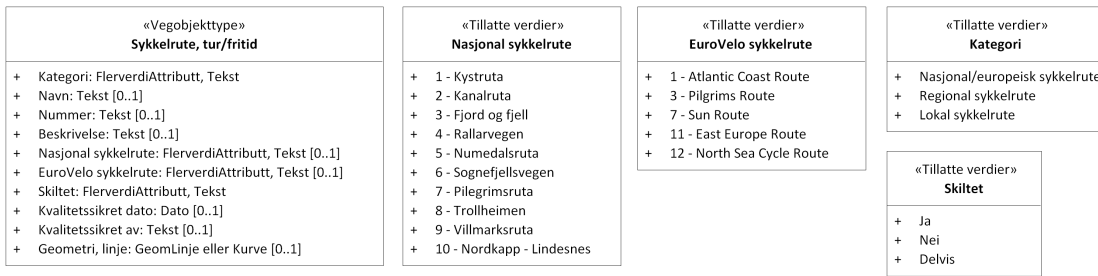 «Vegobjekttype»
Sykkelrute, tur/fritid
+ Kategori: FlerverdiAttributt, Tekst
+ Navn: Tekst [0..1]
+ Nummer: Tekst [0..1]
+ Beskrivelse: Tekst [0..1]
+ Nasjonal sykkelrute: FlerverdiAttributt, Tekst [0..1]
+ EuroVelo sykkelrute: FlerverdiAttributt, Tekst [0..1]
+ Skiltet: FlerverdiAttributt, Tekst
+ Kvalitetssikret dato: Dato [0..1]
+ Kvalitetssikret av: Tekst [0..1]
+ Geometri, linje: GeomLinje eller Kurve [0..1]
«Tillatte verdier»
Nasjonal sykkelrute
+ 1 - Kystruta
+ 2 - Kanalruta
+ 3 - Fjord og fjell
+ 4 - Rallarvegen
+ 5 - Numedalsruta
+ 6 - Sognefjellsvegen
+ 7 - Pilegrimsruta
+ 8 - Trollheimen
+ 9 - Villmarksruta
+ 10 - Nordkapp - Lindesnes
«Tillatte verdier»
EuroVelo sykkelrute
+ 1 - Atlantic Coast Route
+ 3 - Pilgrims Route
+ 7 - Sun Route
+ 11 - East Europe Route
+ 12 - North Sea Cycle Route
«Tillatte verdier»
Kategori
+ Nasjonal/europeisk sykkelrute
+ Regional sykkelrute
+ Lokal sykkelrute
«Tillatte verdier»
Skiltet
+ Ja
+ Nei
+ Delvis